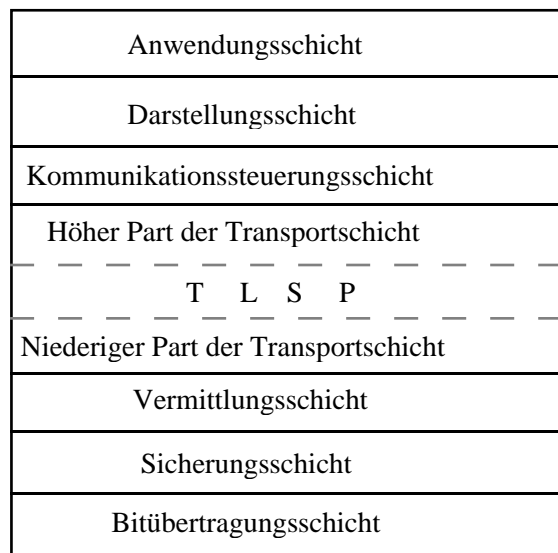 Anwendungsschicht
Darstellungsschicht
Kommunikationssteuerungsschicht
Höher Part der Transportschicht
T L S P
Niederiger Part der Transportschicht
Vermittlungsschicht
Sicherungsschicht
Bitübertragungsschicht